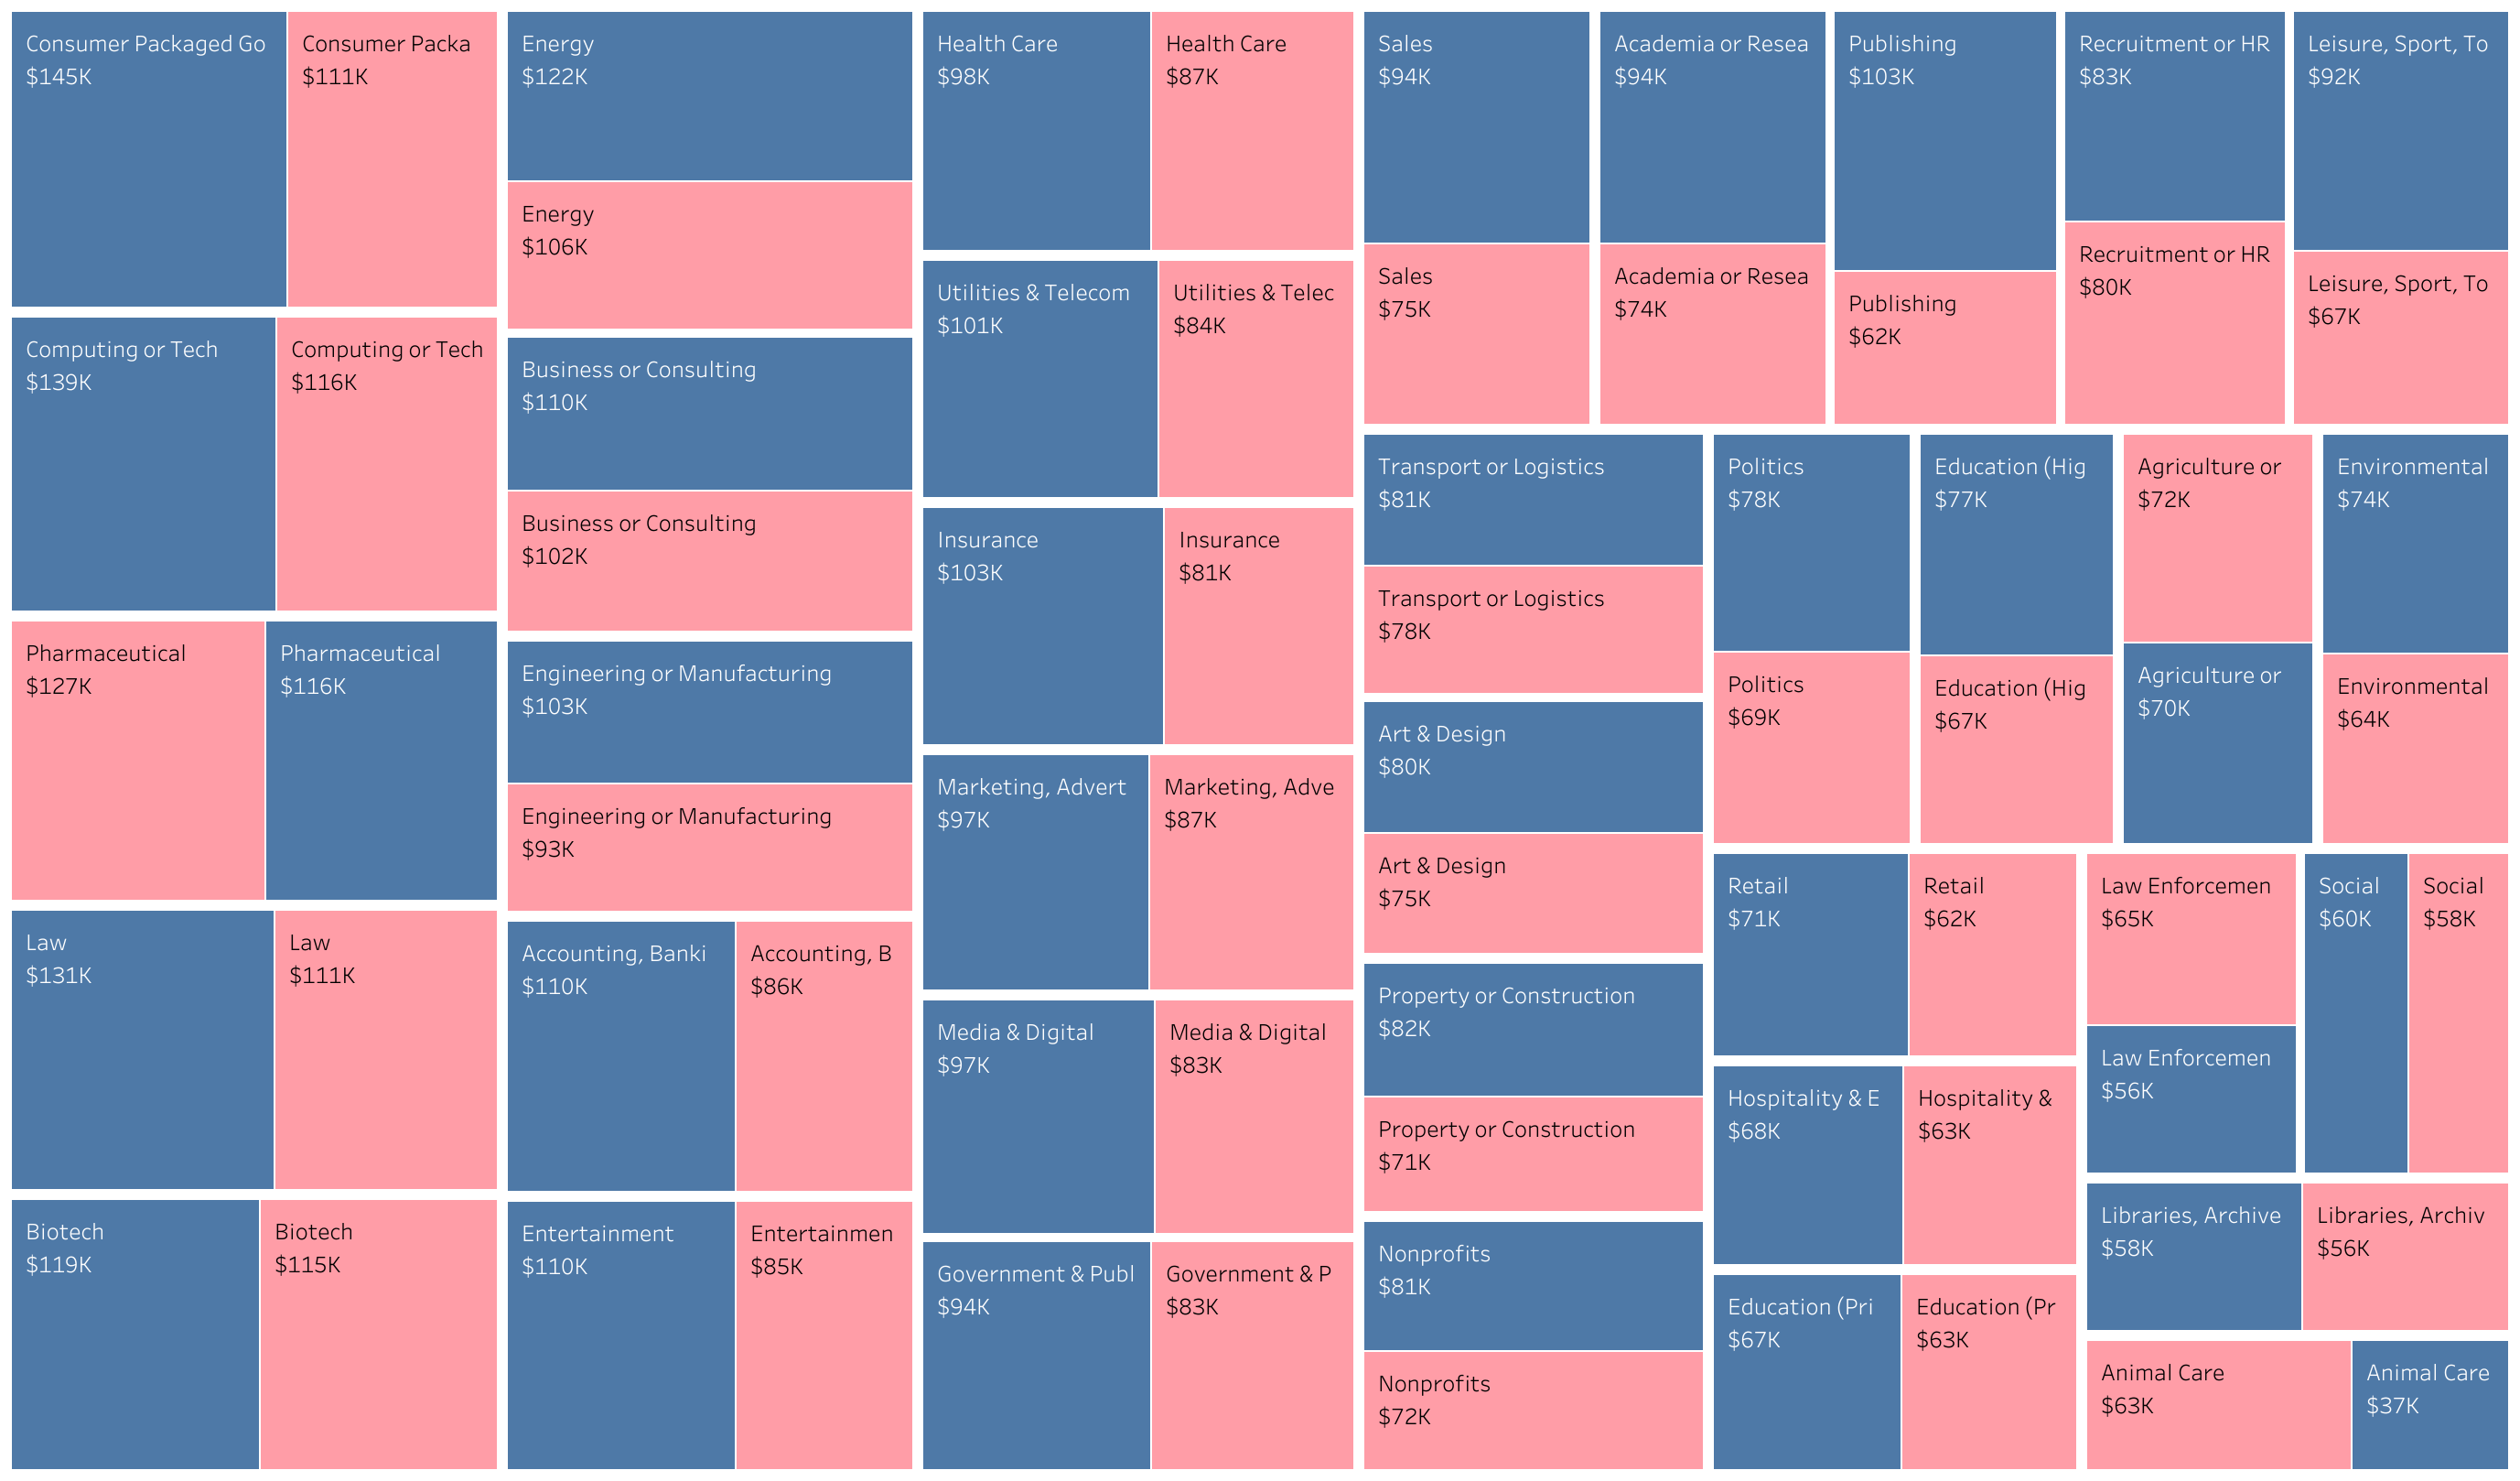 Consumer Packaged Go
$145K
Consumer Packa
$111K
Computing or Tech
$139K
Computing or Tech
$116K
Pharmaceutical
$127K
Pharmaceutical
$116K
Law
$131K
Law
$111K
Biotech
$119K
Biotech
$115K
Energy
$122K
Energy
$106K
Business or Consulting
$110K
Business or Consulting
$102K
Engineering or Manufacturing
$103K
Engineering or Manufacturing
$93K
Accounting, Banki
$110K
Accounting, B
$86K
Entertainment
$110K
Entertainmen
$85K
Health Care
$98K
Health Care
$87K
Utilities & Telecom
$101K
Utilities & Telec
$84K
Insurance
$103K
Insurance
$81K
Marketing, Advert
$97K
Marketing, Adve
$87K
Media & Digital
$97K
Media & Digital
$83K
Government & Publ
$94K
Government & P
$83K
Sales
$94K
Sales
$75K
Academia or Resea
$94K
Academia or Resea
$74K
Publishing
$103K
Publishing
$62K
Recruitment or HR
$83K
Recruitment or HR
$80K
Leisure, Sport, To
$92K
Leisure, Sport, To
$67K
Transport or Logistics
$81K
Transport or Logistics
$78K
Art & Design
$80K
Art & Design
$75K
Property or Construction
$82K
Property or Construction
$71K
Nonprofits
$81K
Nonprofits
$72K
Politics
$78K
Politics
$69K
Education (Hig
$77K
Education (Hig
$67K
Agriculture or
$72K
Agriculture or
$70K
Environmental
$74K
Environmental
$64K
Retail
$71K
Retail
$62K
Hospitality & E
$68K
Hospitality &
$63K
Education (Pri
$67K
Education (Pr
$63K
Law Enforcemen
$65K
Law Enforcemen
$56K
Social
$60K
Social
$58K
Libraries, Archive
$58K
Libraries, Archiv
$56K
Animal Care
$63K
Animal Care
$37K